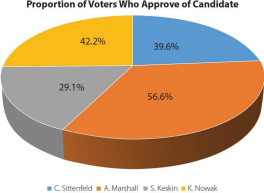 Proportion of Voters Who Approve of Candidate
42.2%
39.6%
29.1%
56.6%
C. Sittenfeld A. Marshall S. Keskin K. Nowak